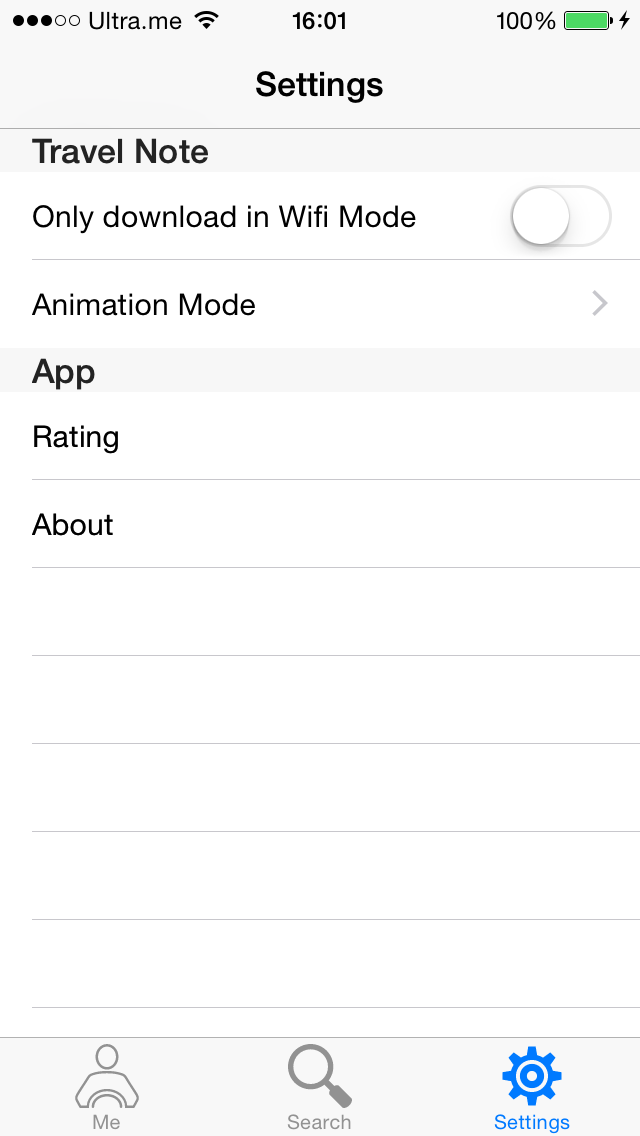 Ultra.me 16:01 100%
Settings
Travel Note
Only download in Wifi Mode
Animation Mode
App
Rating
About
Me Search Settings